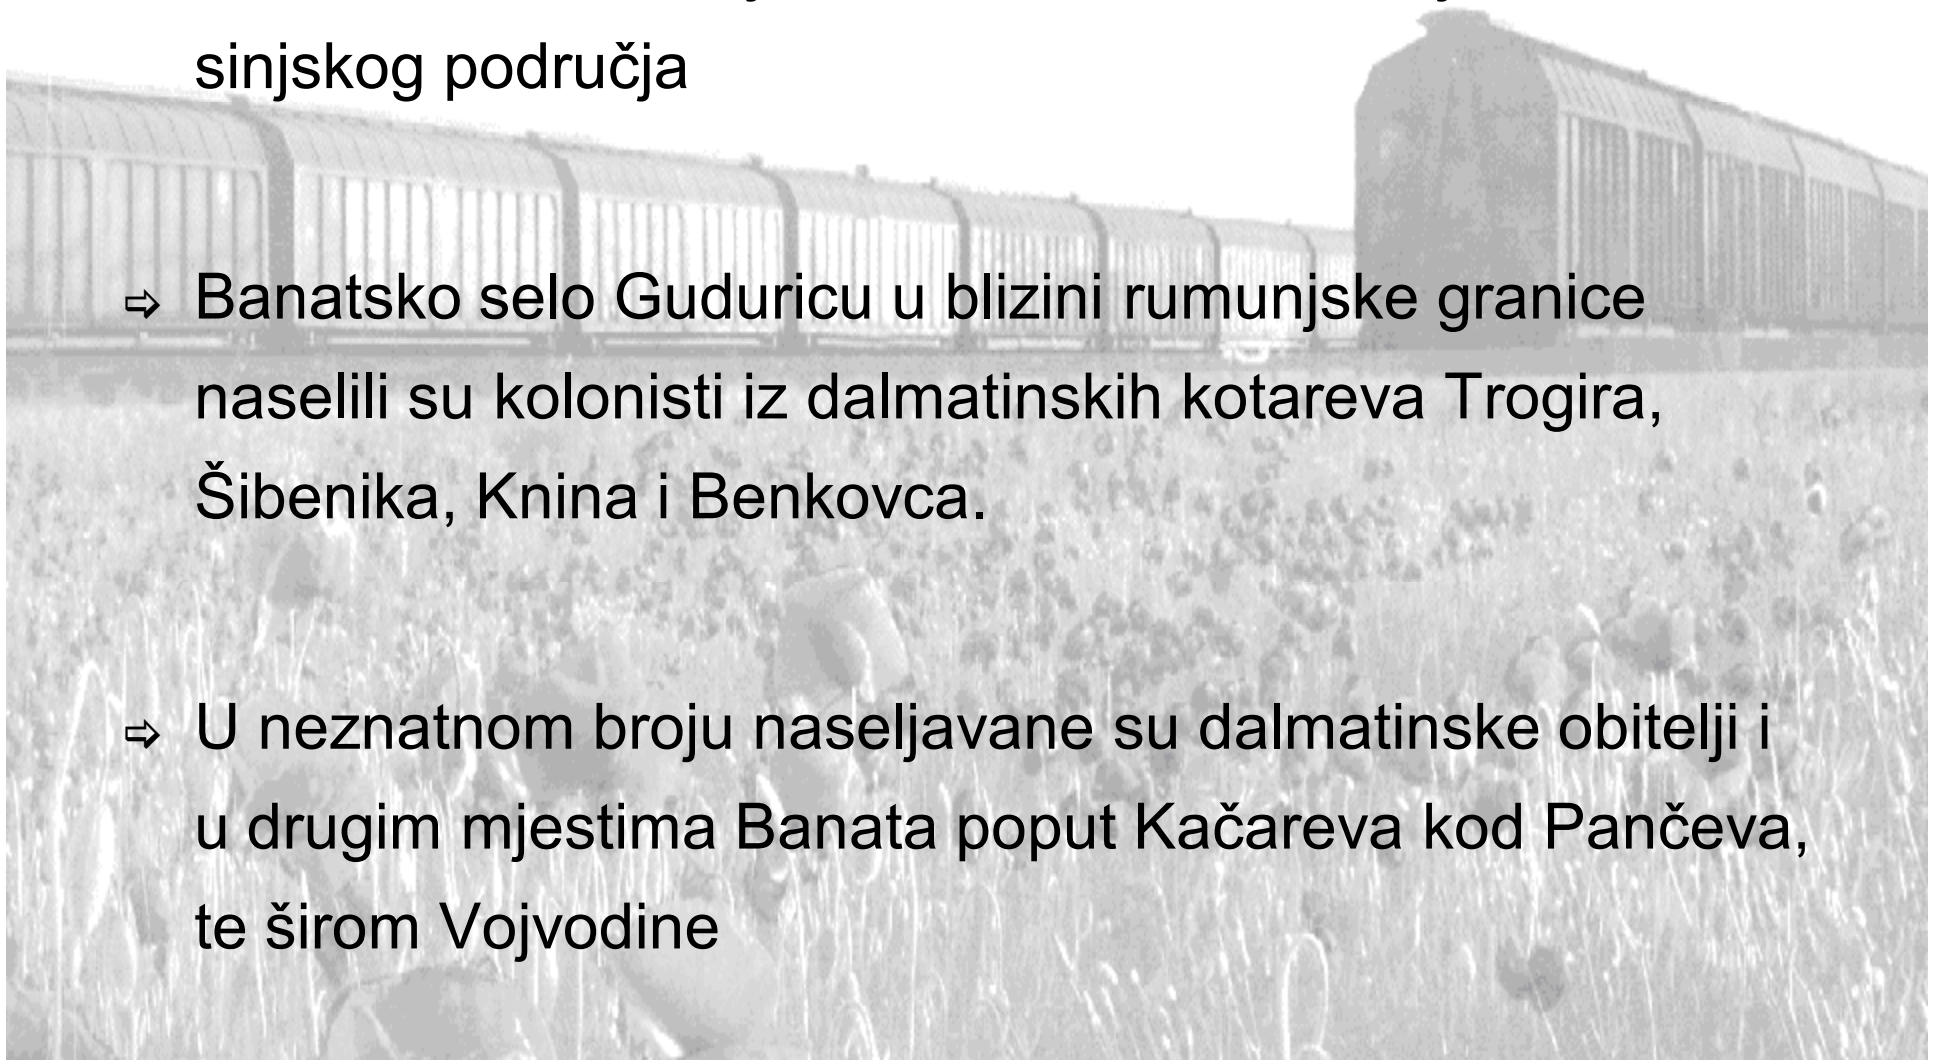 sinjskog područja
⇨ Banatsko selo Guduricu u blizini rumunjske granice
naselili su kolonisti iz dalmatinskih kotareva Trogira,
Šibenika, Knina i Benkovca.
⇨ U neznatnom broju naseljavane su dalmatinske obitelji i
u drugim mjestima Banata poput Kačareva kod Pančeva,
te širom Vojvodine